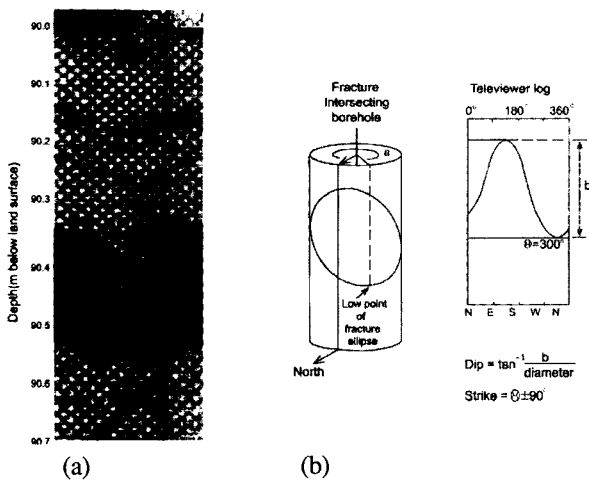 90.0
90.1
90.2
90.3
90.4
90.5
90.6
90.7
Depth(m below land surface)
(a)
Fracture
Intersecting
borehole
Low point
of
fracture
ellipse
North
(b)
Televiewer log
0° 180° 360°
b
Θ=300°
N E S W N
Dip = tan⁻¹ b
diameter
Strike = Θ±90°